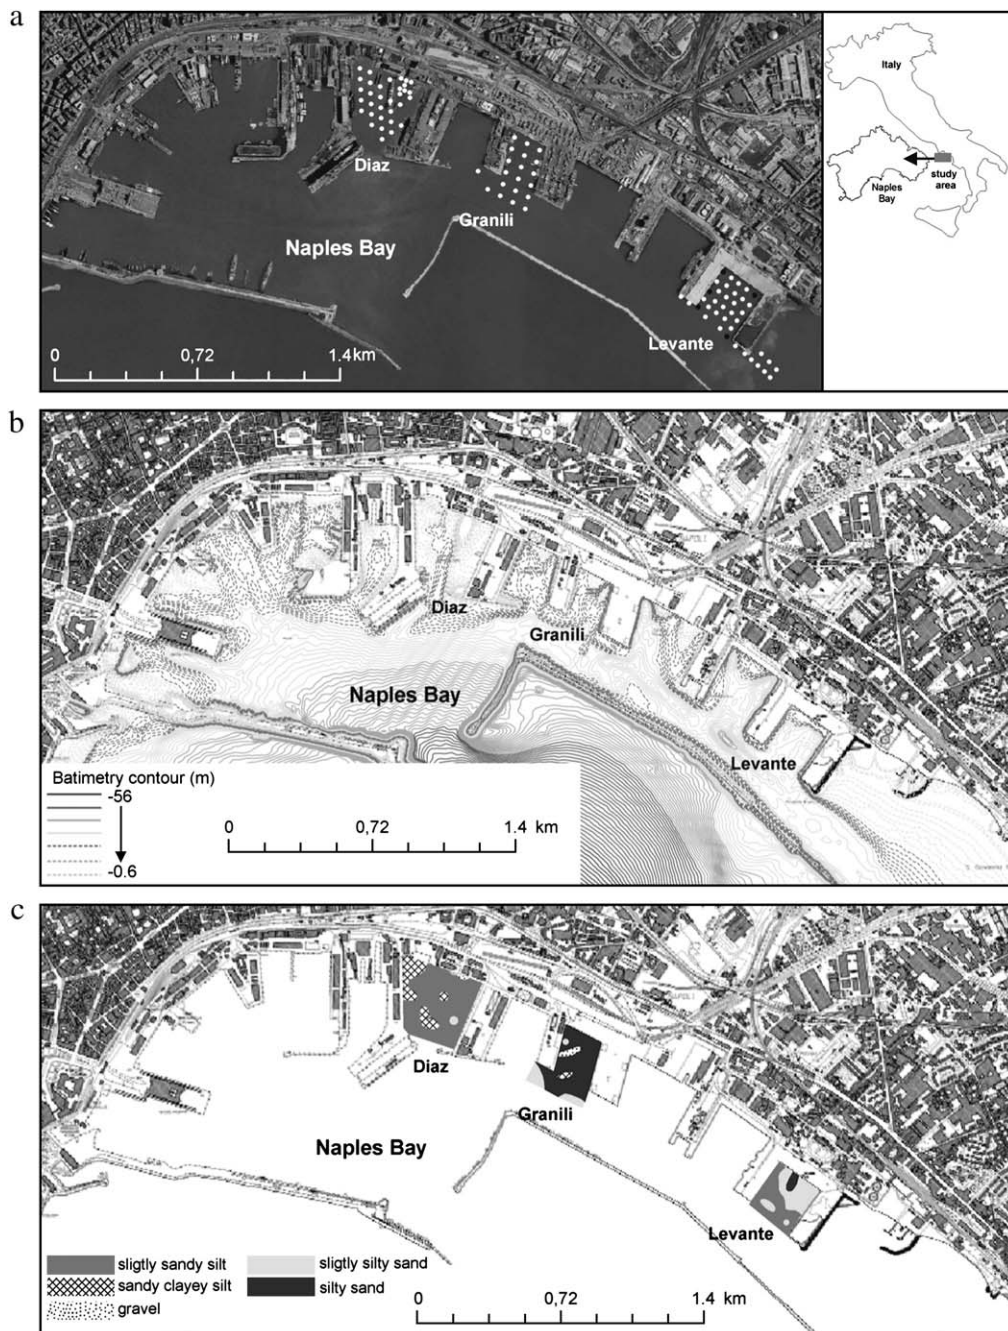 a
Italy
study
area
Naples
Bay
Diaz
Granili
Naples Bay
Levante
0
0,72
1.4 km
b
Diaz
Granili
Naples Bay
Levante
Batimetry contour (m)
-56
-0.6
0
0,72
1.4 km
c
Diaz
Granili
Naples Bay
Levante
sligtly sandy silt
sligtly silty sand
sandy clayey silt
silty sand
gravel
0
0,72
1.4 km